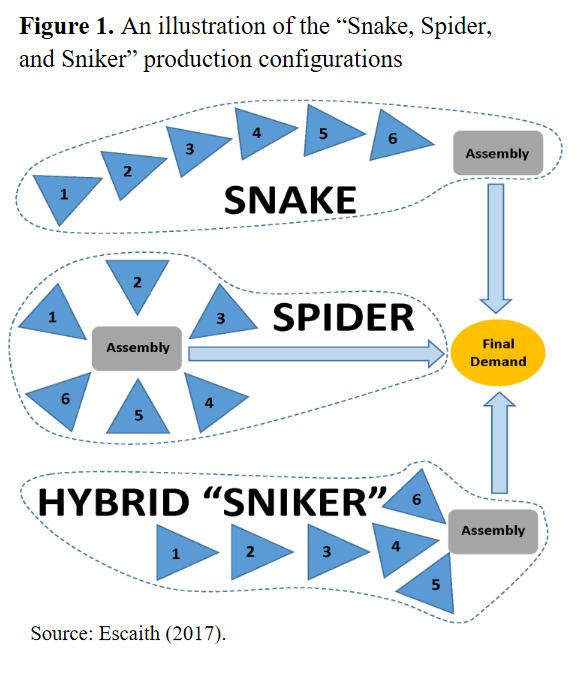 Figure 1. An illustration of the “Snake, Spider,
and Sniker” production configurations
1
2
3
4
5
6
Assembly
SNAKE
1
2
3
SPIDER
Assembly
Final
Demand
6
5
4
HYBRID “SNIKER”
6
1
2
3
4
Assembly
5
Source: Escaith (2017).